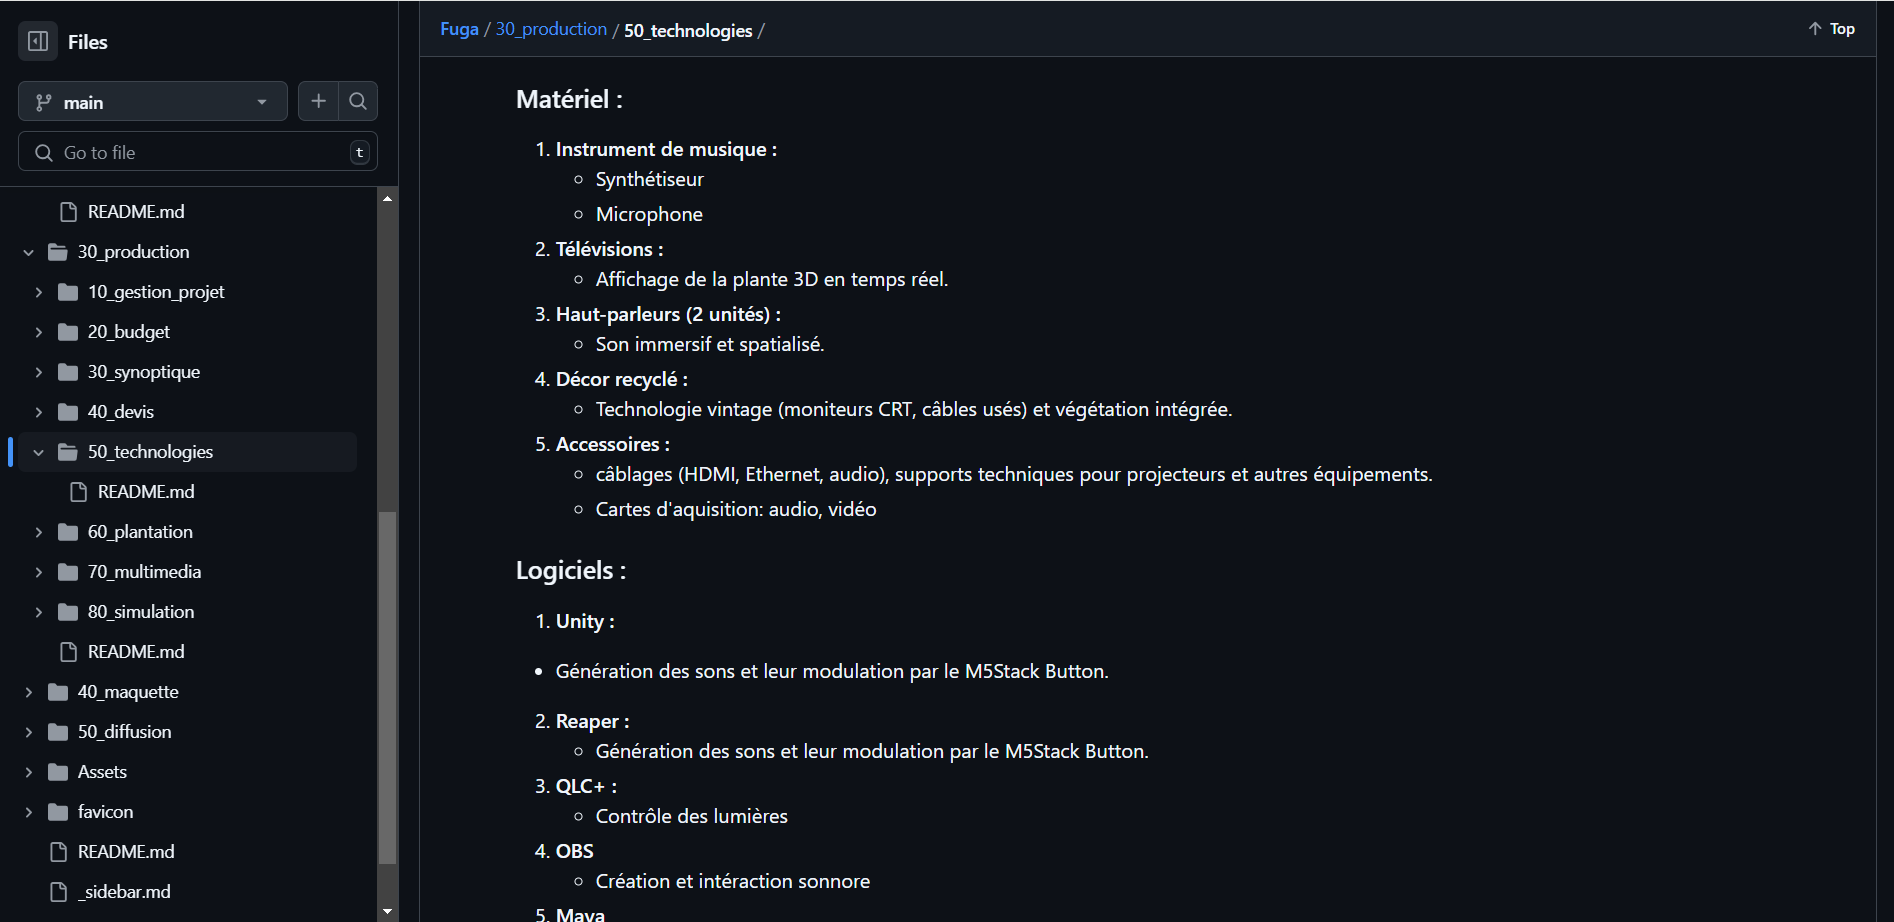 Files
main
Go to file
t
README.md
30_production
10_gestion_projet
20_budget
30_synoptique
40_devis
50_technologies
README.md
60_plantation
70_multimedia
80_simulation
README.md
40_maquette
50_diffusion
Assets
favicon
README.md
_sidebar.md
Fuga / 30_production / 50_technologies /
Top
Matériel :
1. Instrument de musique :
Synthétiseur
Microphone
2. Télévisions :
Affichage de la plante 3D en temps réel.
3. Haut-parleurs (2 unités) :
Son immersif et spatialisé.
4. Décor recyclé :
Technologie vintage (moniteurs CRT, câbles usés) et végétation intégrée.
5. Accessoires :
câblages (HDMI, Ethernet, audio), supports techniques pour projecteurs et autres équipements.
Cartes d'aquisition: audio, vidéo
Logiciels :
1. Unity :
Génération des sons et leur modulation par le M5Stack Button.
2. Reaper :
Génération des sons et leur modulation par le M5Stack Button.
3. QLC+ :
Contrôle des lumières
4. OBS
Création et intéraction sonnore
5. Maya